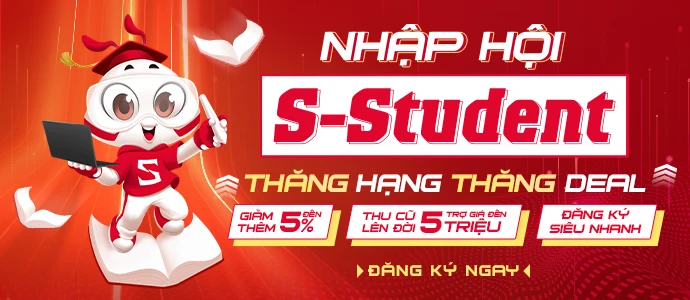 NHẬP HỘI
S-Student
THĂNG HẠNG THĂNG DEAL
GIẢM THÊM ĐẾN 5%
THU CŨ LÊN ĐỜI TRỢ GIÁ ĐẾN 5 TRIỆU
ĐĂNG KÝ SIÊU NHANH
ĐĂNG KÝ NGAY
S